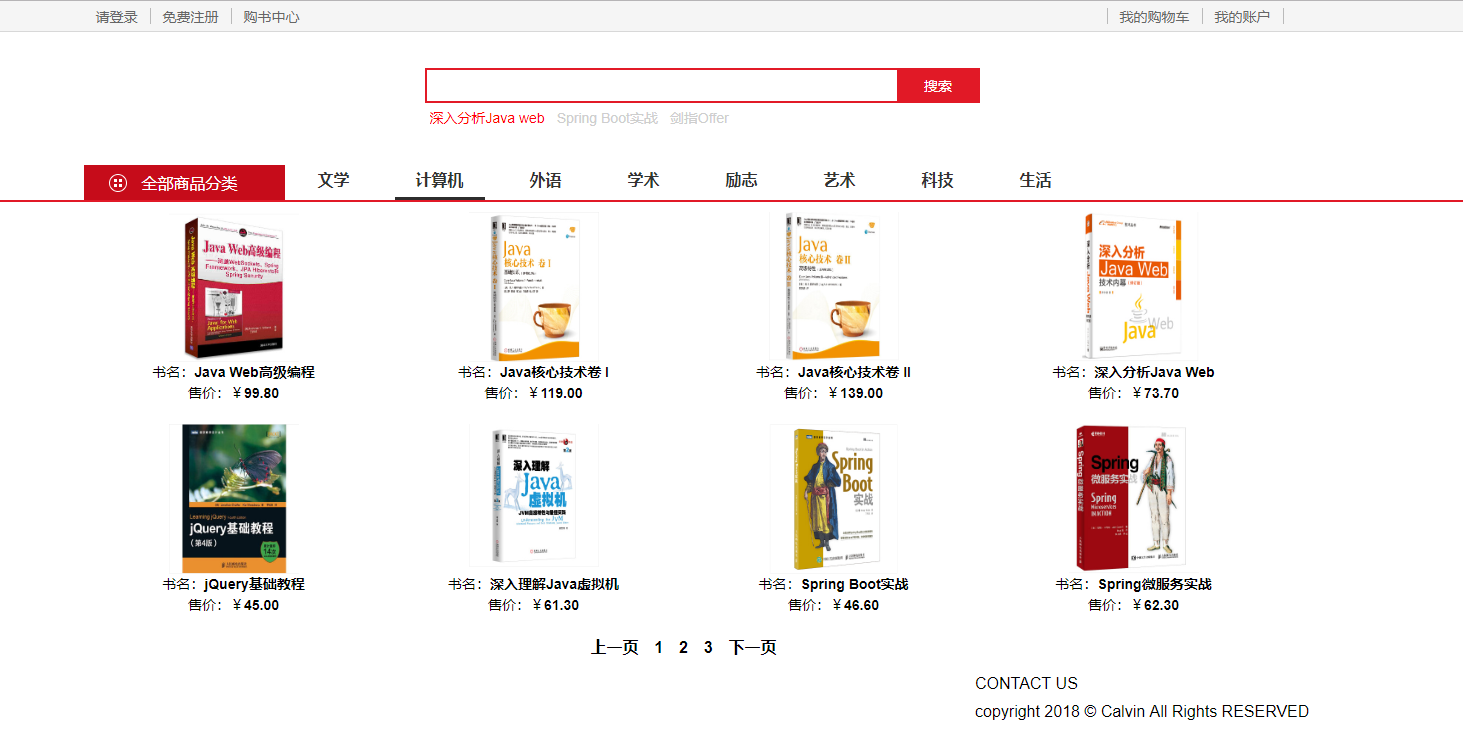 请登录 免费注册 购书中心 我的购物车 我的账户
搜索
深入分析Java web Spring Boot实战 剑指Offer
全部商品分类 文学 计算机 外语 学术 励志 艺术 科技 生活
Java Web高级编程
Java
核心技术 卷 I
Java
核心技术 卷 II
深入分析
Java Web
技术内幕
Java Web
书名：Java Web高级编程
售价：￥99.80
书名：Java核心技术卷 I
售价：￥119.00
书名：Java核心技术卷 II
售价：￥139.00
书名：深入分析Java Web
售价：￥73.70
Learning jQuery
jQuery基础教程
（第4版）
深入理解
Java
虚拟机
Spring
Boot
实战
Spring
微服务实战
Spring
Microservices
IN ACTION
书名：jQuery基础教程
售价：￥45.00
书名：深入理解Java虚拟机
售价：￥61.30
书名：Spring Boot实战
售价：￥46.60
书名：Spring微服务实战
售价：￥62.30
上一页 1 2 3 下一页
CONTACT US
copyright 2018 © Calvin All Rights RESERVED